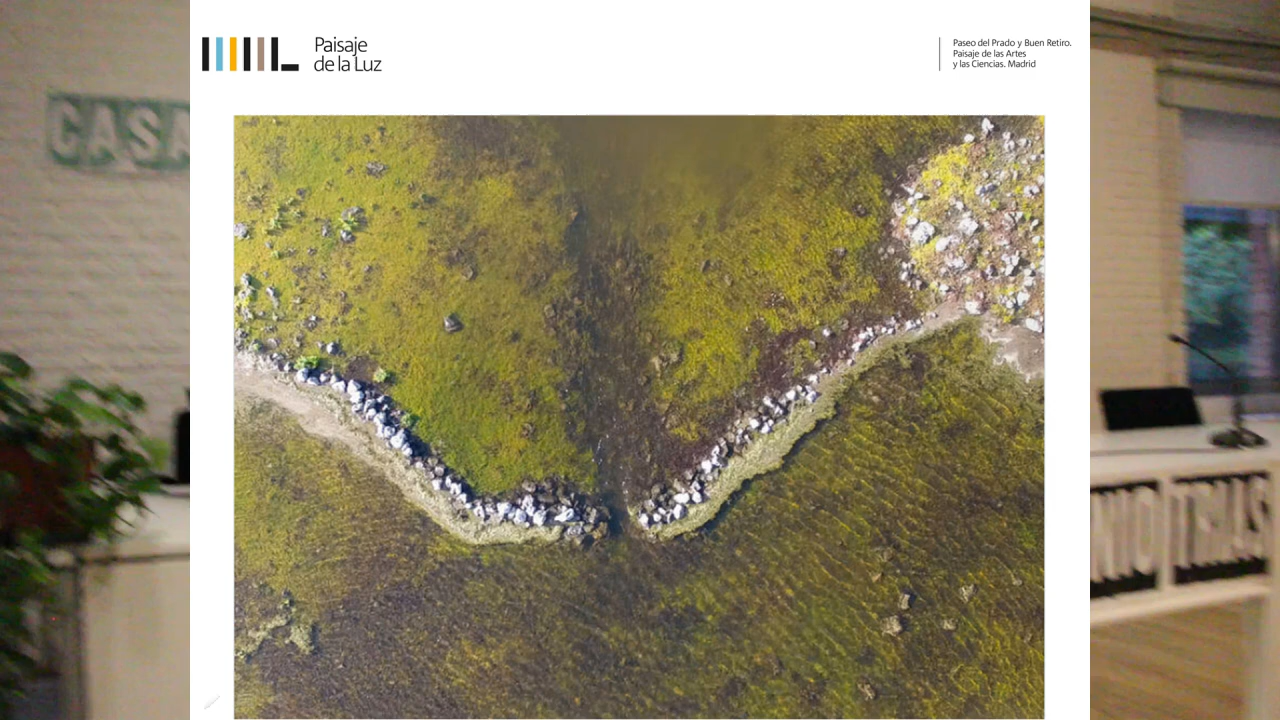 Paisaje
de la Luz
Paseo del Prado y Buen Retiro.
Paisaje de las Artes
y las Ciencias. Madrid
CASA